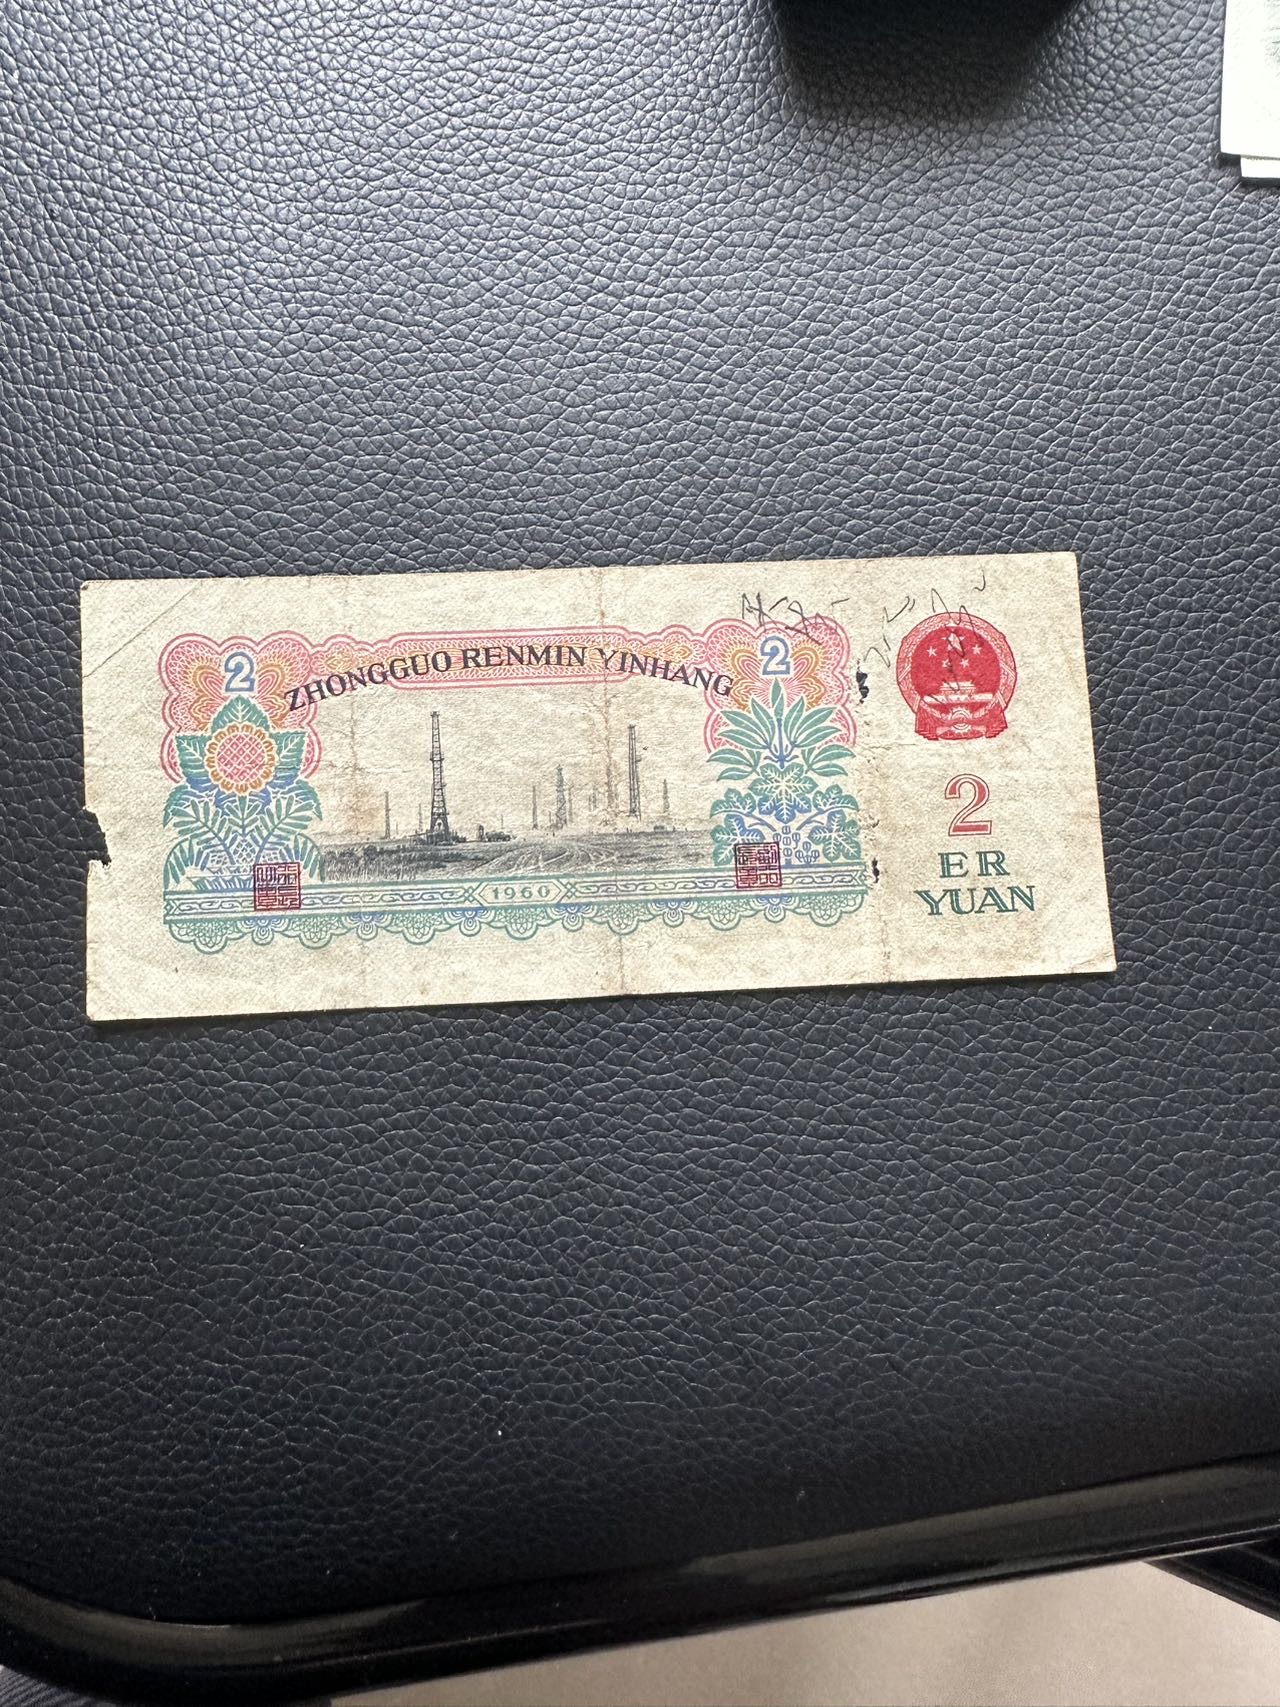 2
ZHONGGUO RENMIN YINHANG
2
1960
2
ER
YUAN